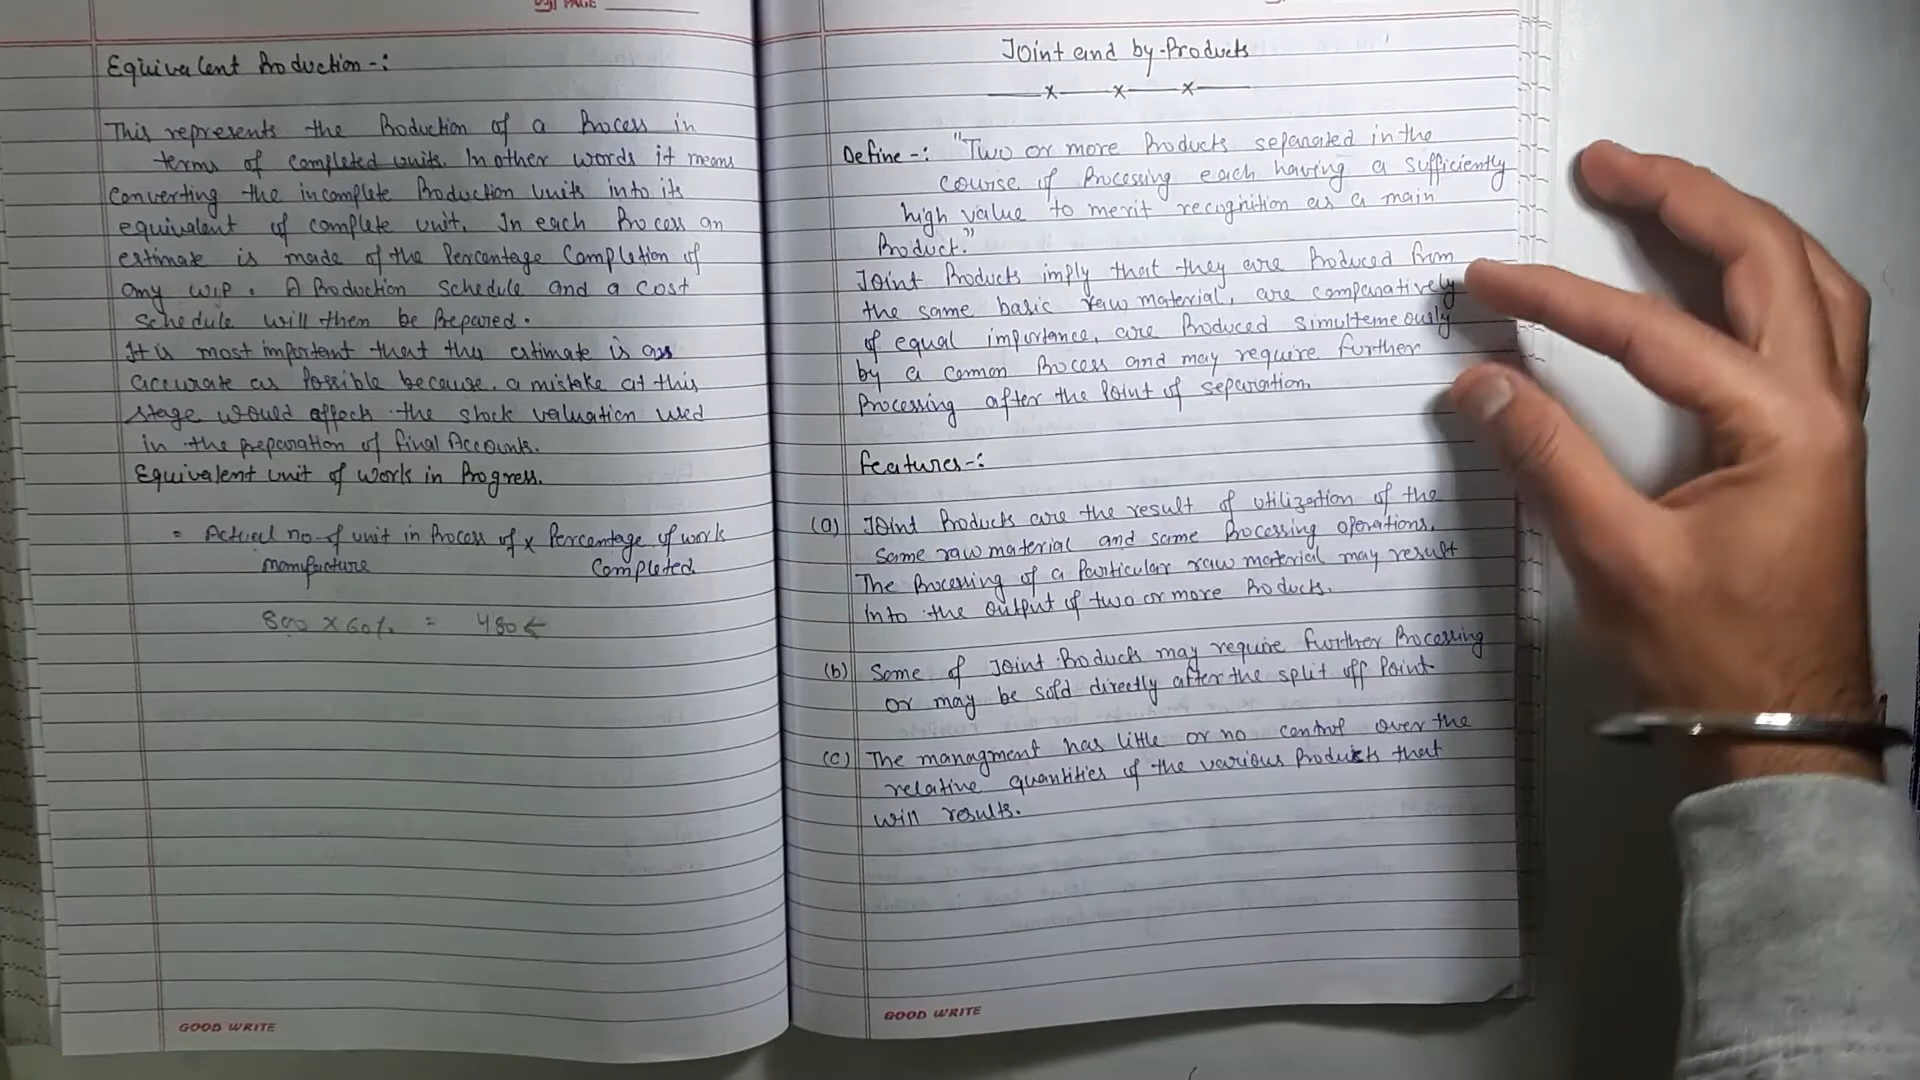 PAGE
Equivalent Production -:
This represents the Production of a Process in
terms of completed units. In other words it means
converting the incomplete Production units into its
equivalent of complete unit. In each Process an
estimate is made of the Percentage Completion of
any WIP. A Production schedule and a cost
schedule will then be Prepared.
It is most important that this estimate is as
accurate as Possible because, a mistake at this
stage would affects the stock valuation used
in the preparation of final Accounts.
Equivalent unit of Work in Progress.
= Actual no of unit in Process of x Percentage of work
manufacture Completed.
800 x 60% = 480
GOOD WRITE
Joint and by-Products
Define -: "Two or more Products separated in the
course of Processing each having a sufficiently
high value to merit recognition as a main
Product."
Joint Products imply that they are Produced from
the same basic raw material, are comparatively
of equal importance, are Produced simultemeously
by a comon Process and may require further
Processing after the Point of separation.
features -:
(a) Joint Products are the result of utilization of the
same raw material and same Processing operations.
The Processing of a Particular raw material may result
into the output of two or more Products.
(b) Some of Joint Products may require further Processing
or may be sold directly after the split off Point
(c) The managment has little or no control over the
relative quantities of the various Products that
will results.
GOOD WRITE